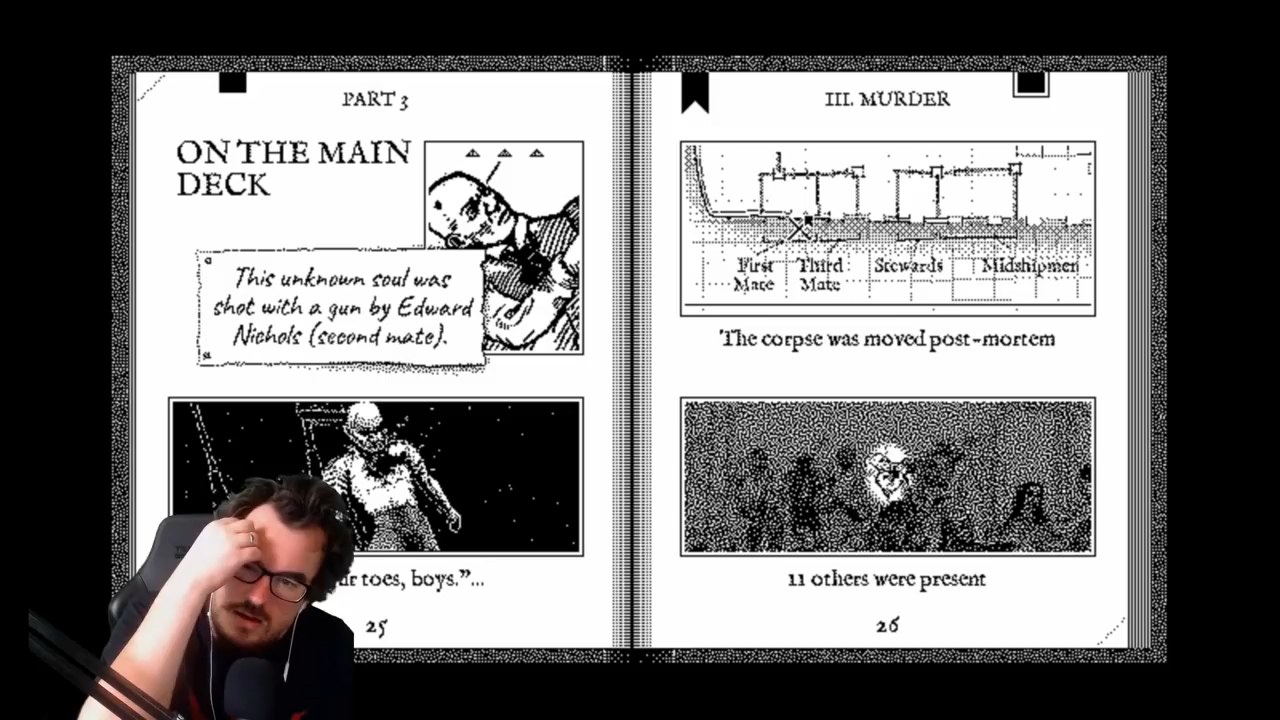 PART 3
ON THE MAIN
DECK
This unknown soul was
shot with a gun by Edward
Nichols (second mate).
toes, boys."...
25
III. MURDER
First Third Stewards Midshipmen
Mate Mate
The corpse was moved post-mortem
11 others were present
26